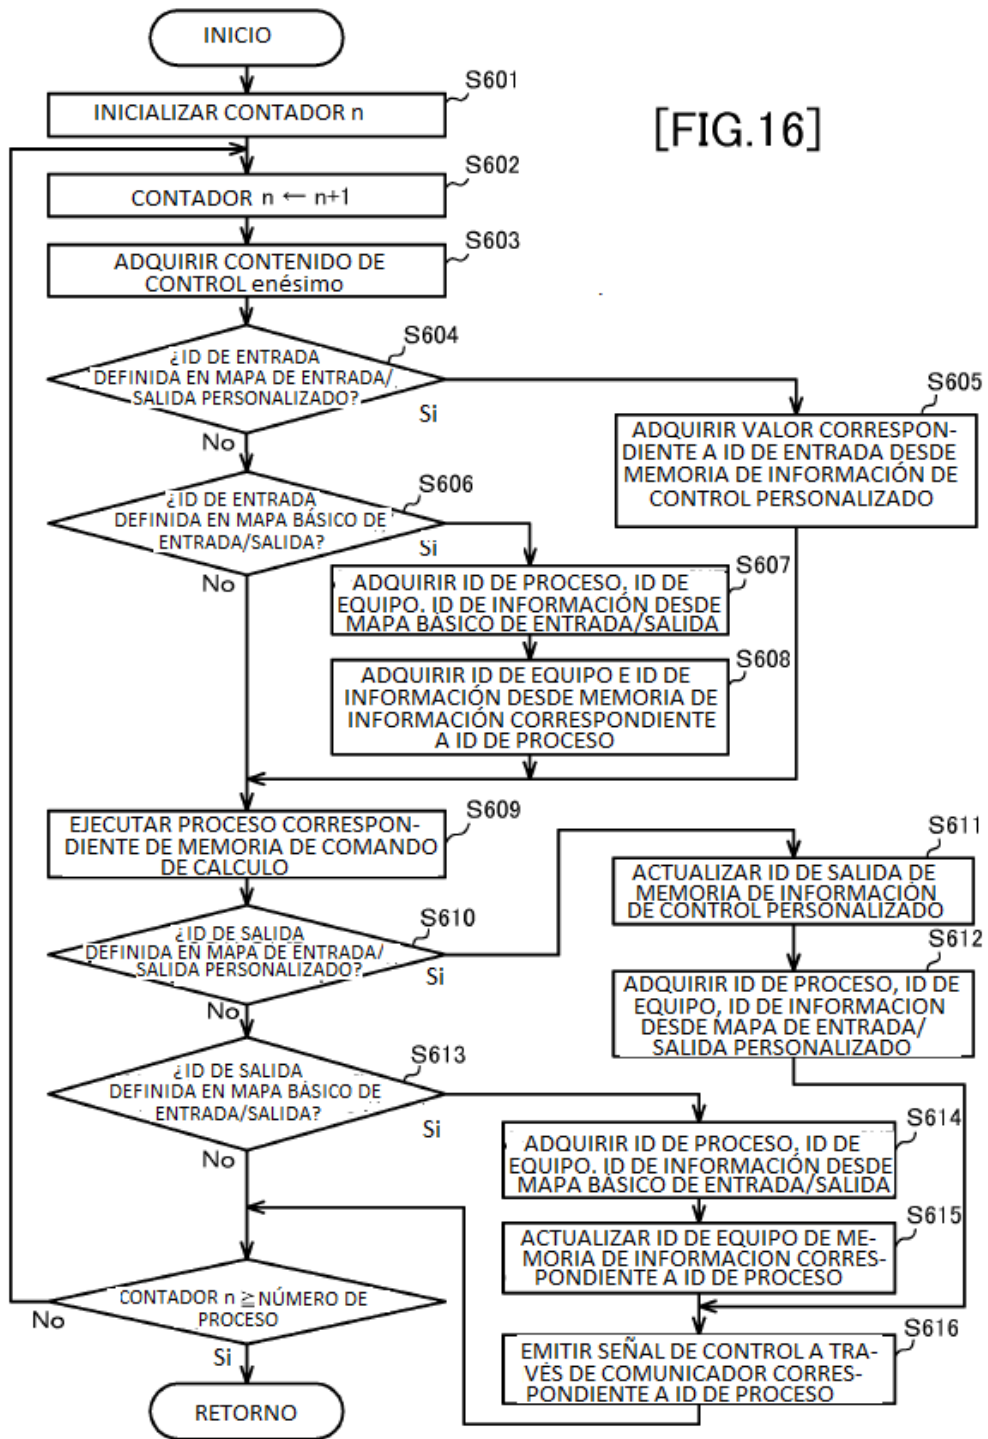 INICIO
S601
INICIALIZAR CONTADOR n
[FIG.16]
S602
CONTADOR n ← n+1
S603
ADQUIRIR CONTENIDO DE
CONTROL enésimo
S604
¿ID DE ENTRADA
DEFINIDA EN MAPA DE ENTRADA/
SALIDA PERSONALIZADO?
Si
No
S605
ADQUIRIR VALOR CORRESPON-
DIENTE A ID DE ENTRADA DESDE
MEMORIA DE INFORMACIÓN DE
CONTROL PERSONALIZADO
S606
¿ID DE ENTRADA
DEFINIDA EN MAPA BÁSICO DE
ENTRADA/SALIDA?
Si
No
S607
ADQUIRIR ID DE PROCESO, ID DE
EQUIPO. ID DE INFORMACIÓN DESDE
MAPA BÁSICO DE ENTRADA/SALIDA
S608
ADQUIRIR ID DE EQUIPO E ID DE
INFORMACIÓN DESDE MEMORIA DE
INFORMACIÓN CORRESPONDIENTE
A ID DE PROCESO
S609
EJECUTAR PROCESO CORRESPON-
DIENTE DE MEMORIA DE COMANDO
DE CALCULO
S610
¿ID DE SALIDA
DEFINIDA EN MAPA DE ENTRADA/
SALIDA PERSONALIZADO?
Si
No
S611
ACTUALIZAR ID DE SALIDA DE
MEMORIA DE INFORMACIÓN
DE CONTROL PERSONALIZADO
S612
ADQUIRIR ID DE PROCESO, ID DE
EQUIPO, ID DE INFORMACION
DESDE MAPA DE ENTRADA/
SALIDA PERSONALIZADO
S613
¿ID DE SALIDA
DEFINIDA EN MAPA BÁSICO DE
ENTRADA/SALIDA?
Si
No
S614
ADQUIRIR ID DE PROCESO, ID DE
EQUIPO. ID DE INFORMACIÓN DESDE
MAPA BÁSICO DE ENTRADA/SALIDA
S615
ACTUALIZAR ID DE EQUIPO DE ME-
MORIA DE INFORMACION CORRES-
PONDIENTE A ID DE PROCESO
CONTADOR n ≧ NÚMERO DE
PROCESO
No
Si
S616
EMITIR SEÑAL DE CONTROL A TRA-
VÉS DE COMUNICADOR CORRES-
PONDIENTE A ID DE PROCESO
RETORNO